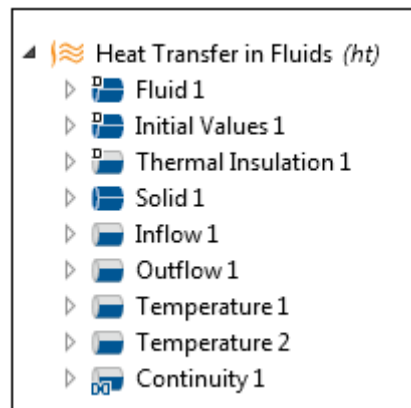 Heat Transfer in Fluids (ht)
D Fluid 1
D Initial Values 1
D Thermal Insulation 1
Solid 1
Inflow 1
Outflow 1
Temperature 1
Temperature 2
Continuity 1